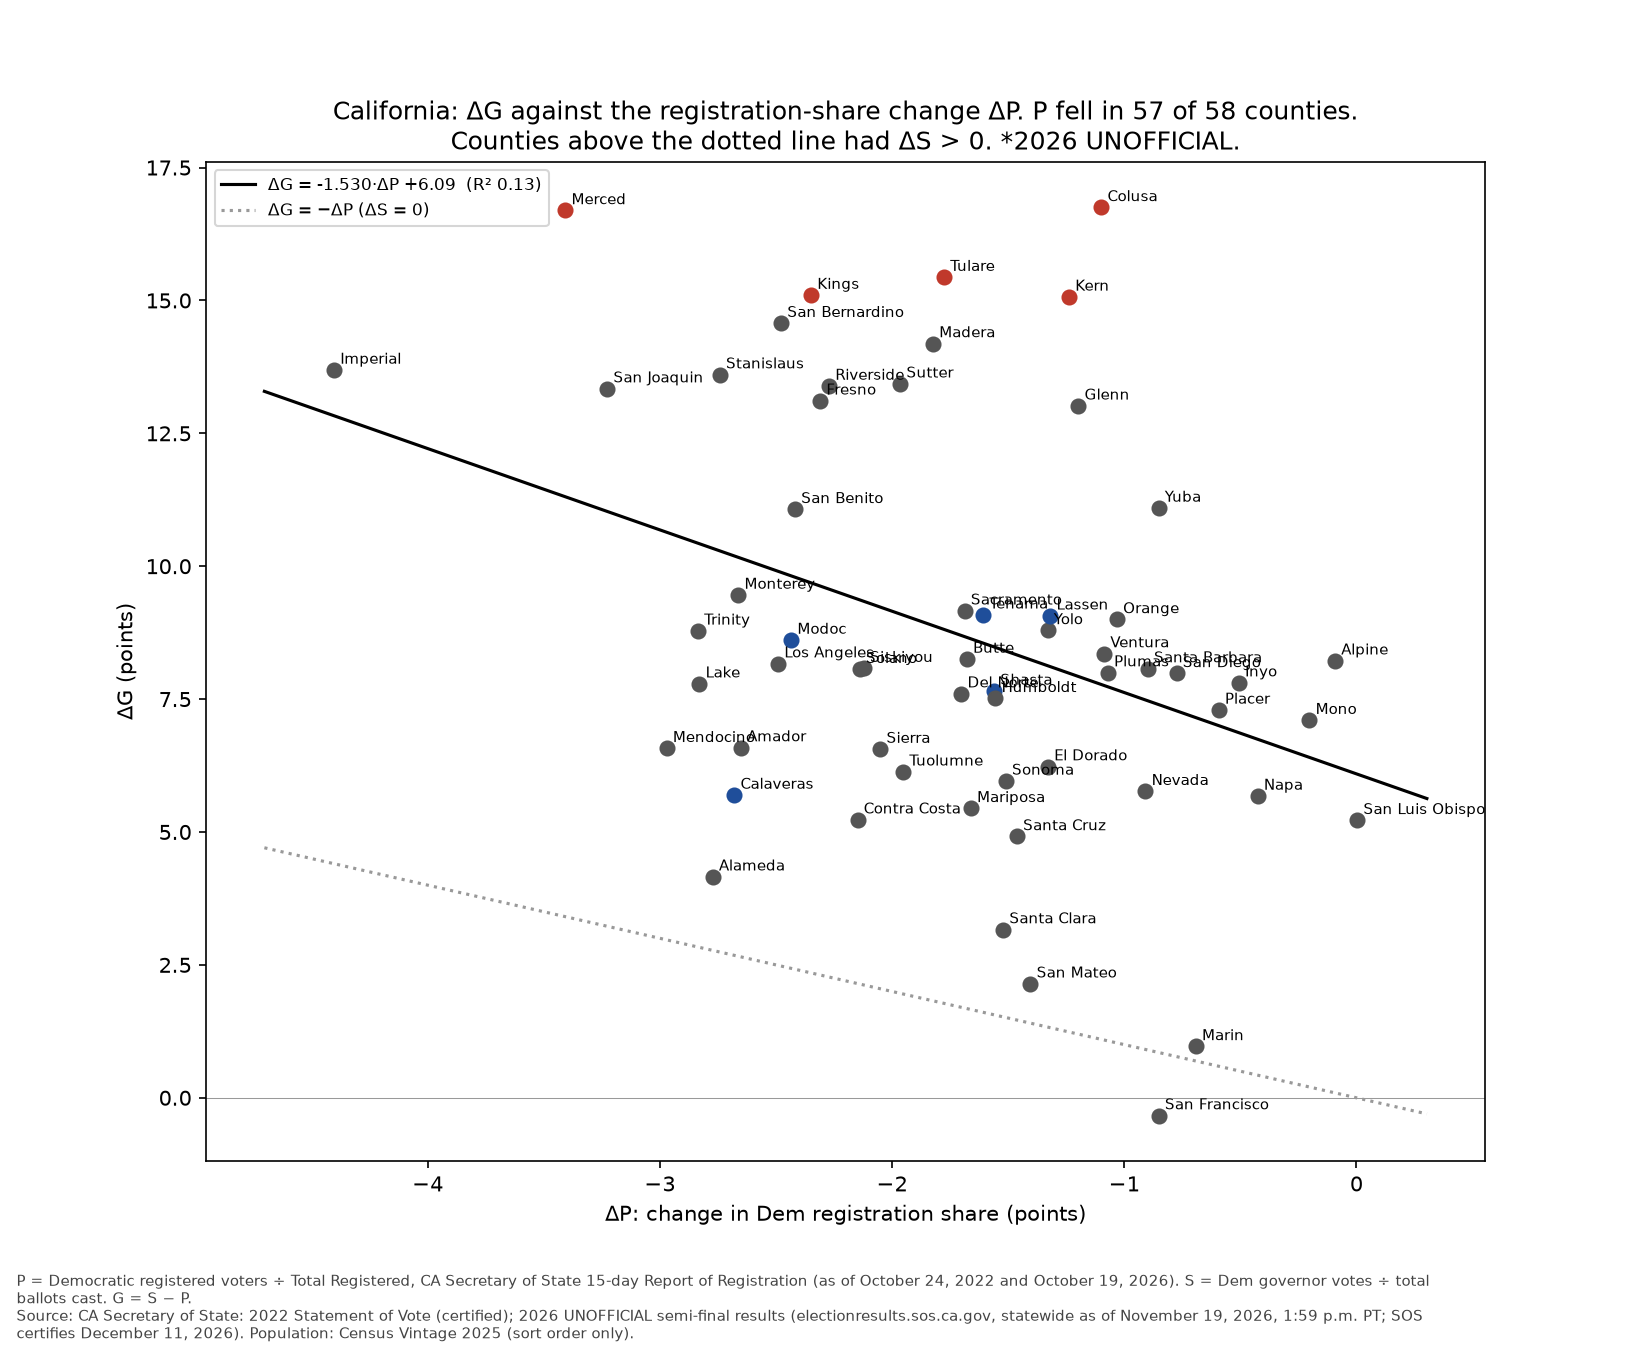 California: ΔG against the registration-share change ΔP. P fell in 57 of 58 counties.
Counties above the dotted line had ΔS > 0. *2026 UNOFFICIAL.
ΔG = -1.530·ΔP +6.09 (R² 0.13)
ΔG = −ΔP (ΔS = 0)
17.5
15.0
12.5
10.0
7.5
5.0
2.5
0.0
ΔG (points)
Merced
Colusa
Tulare
Kings
Kern
San Bernardino
Madera
Imperial
Stanislaus
San Joaquin
Riverside
Sutter
Fresno
Glenn
San Benito
Yuba
Monterey
Sacramento
Tehama
Lassen
Orange
Trinity
Yolo
Modoc
Los Angeles
Solano
Siskiyou
Butte
Ventura
Plumas
Santa Barbara
San Diego
Alpine
Lake
Inyo
Del Norte
Shasta
Humboldt
Placer
Mono
Mendocino
Amador
Sierra
Tuolumne
El Dorado
Sonoma
Calaveras
Nevada
Napa
Contra Costa
Mariposa
San Luis Obispo
Santa Cruz
Alameda
Santa Clara
San Mateo
Marin
San Francisco
−4
−3
−2
−1
0
ΔP: change in Dem registration share (points)
P = Democratic registered voters ÷ Total Registered, CA Secretary of State 15-day Report of Registration (as of October 24, 2022 and October 19, 2026). S = Dem governor votes ÷ total
ballots cast. G = S − P.
Source: CA Secretary of State: 2022 Statement of Vote (certified); 2026 UNOFFICIAL semi-final results (electionresults.sos.ca.gov, statewide as of November 19, 2026, 1:59 p.m. PT; SOS
certifies December 11, 2026). Population: Census Vintage 2025 (sort order only).